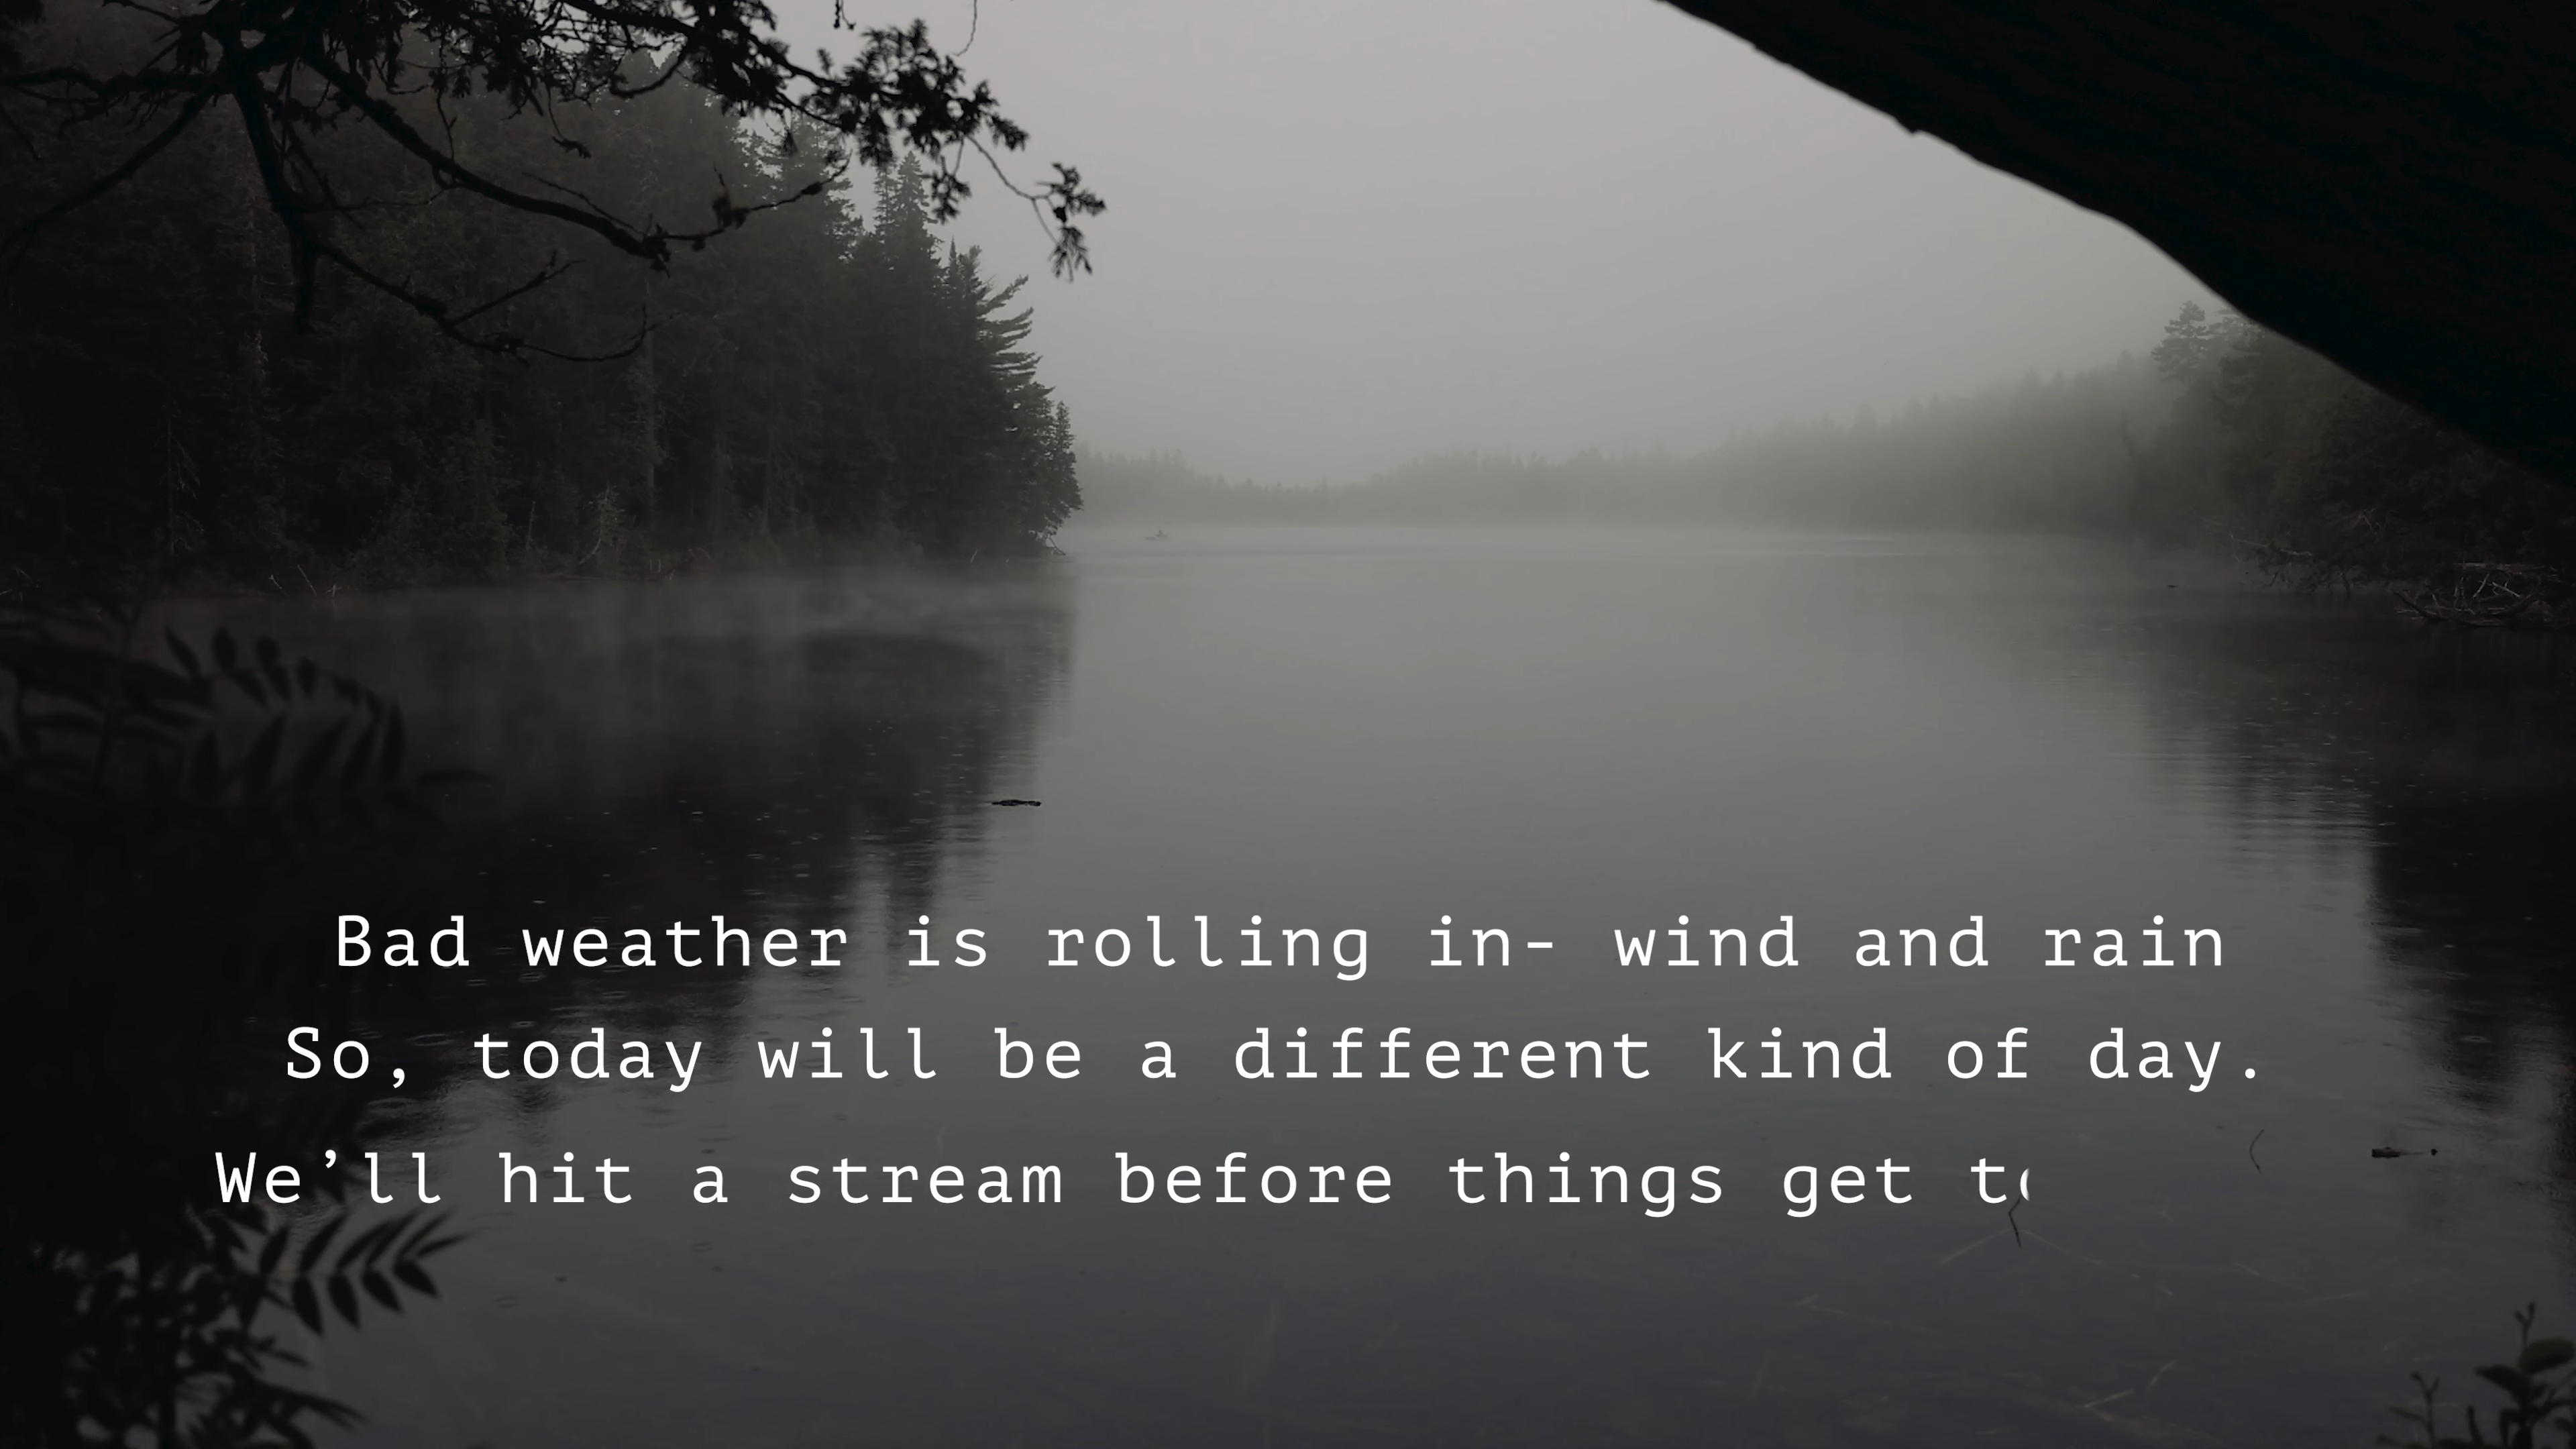 Bad weather is rolling in- wind and rain
So, today will be a different kind of day.
We’ll hit a stream before things get